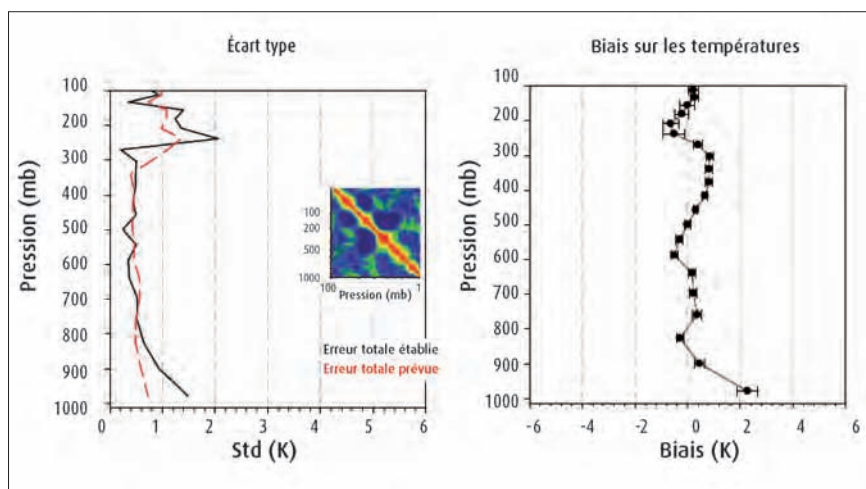 Écart type
100
200
300
400
500
600
700
800
900
1000
Pression (mb)
0 1 2 3 4 5 6
Std (K)
100
200
500
1000
100 1
Pression (mb)
Erreur totale établie
Erreur totale prévue
Biais sur les températures
100
200
300
400
500
600
700
800
900
1000
Pression (mb)
-6 -4 -2 0 2 4 6
Biais (K)